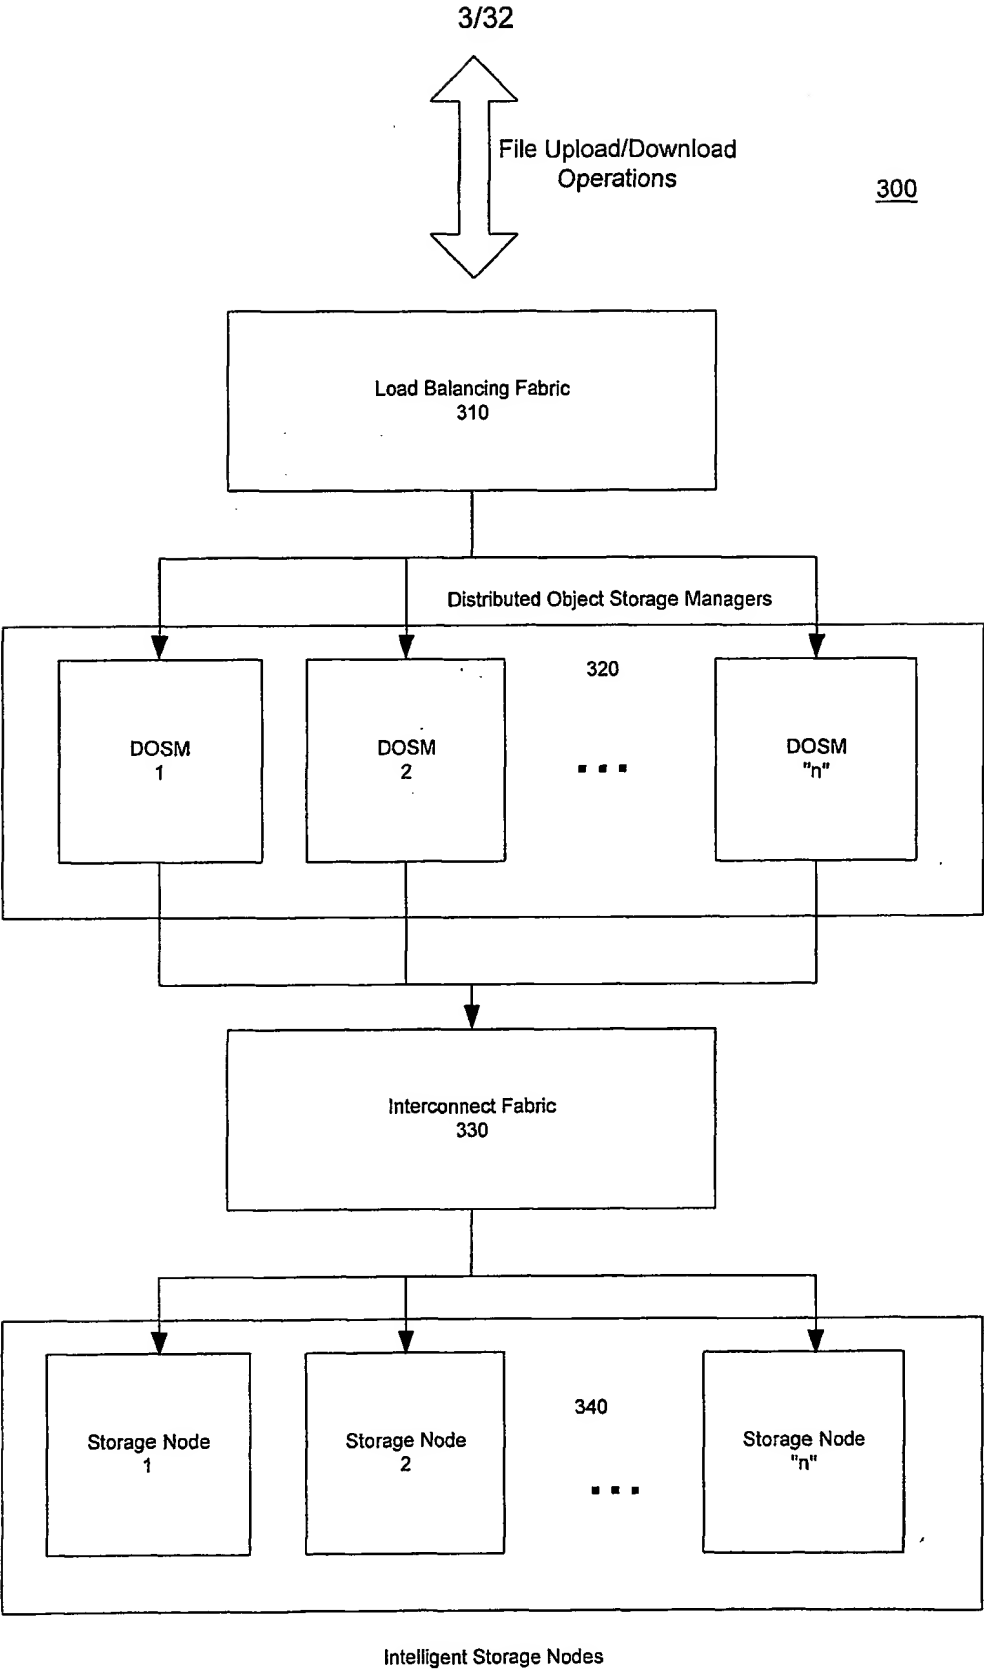 3/32
File Upload/Download
Operations
300
Load Balancing Fabric
310
Distributed Object Storage Managers
320
DOSM
1
DOSM
2
...
DOSM
"n"
Interconnect Fabric
330
340
Storage Node
1
Storage Node
2
...
Storage Node
"n"
Intelligent Storage Nodes